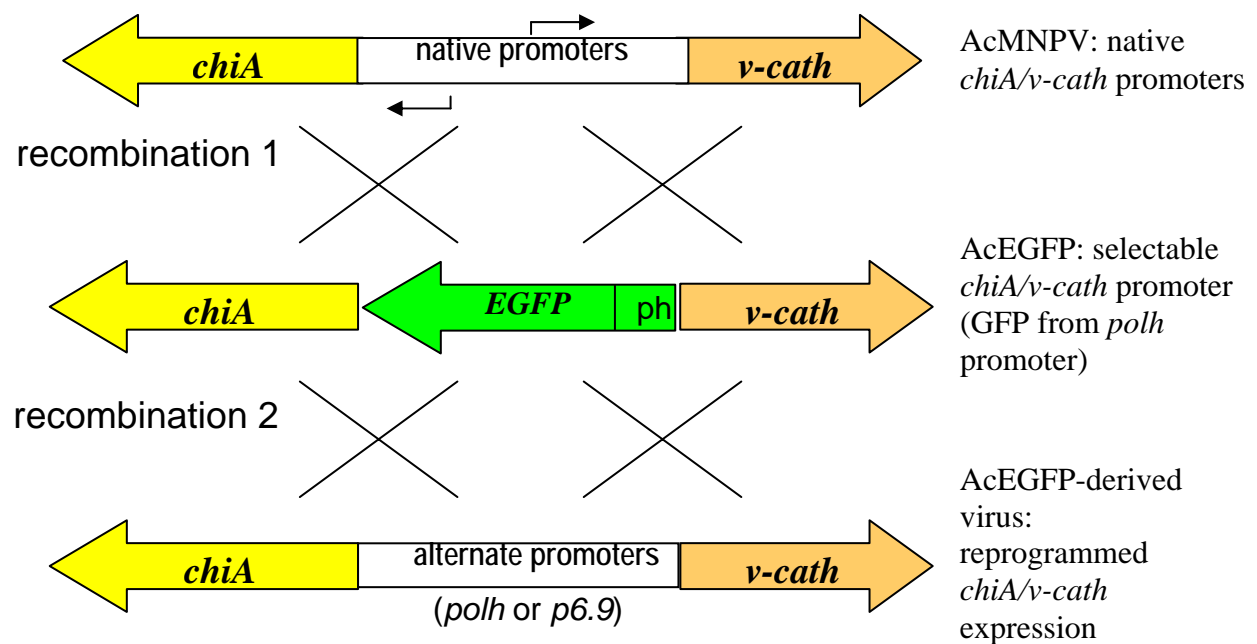 chiA
native promoters
v-cath
AcMNPV: native
chiA/v-cath promoters
recombination 1
chiA
EGFP
ph
v-cath
AcEGFP: selectable
chiA/v-cath promoter
(GFP from polh
promoter)
recombination 2
chiA
alternate promoters
v-cath
(polh or p6.9)
AcEGFP-derived
virus:
reprogrammed
chiA/v-cath
expression